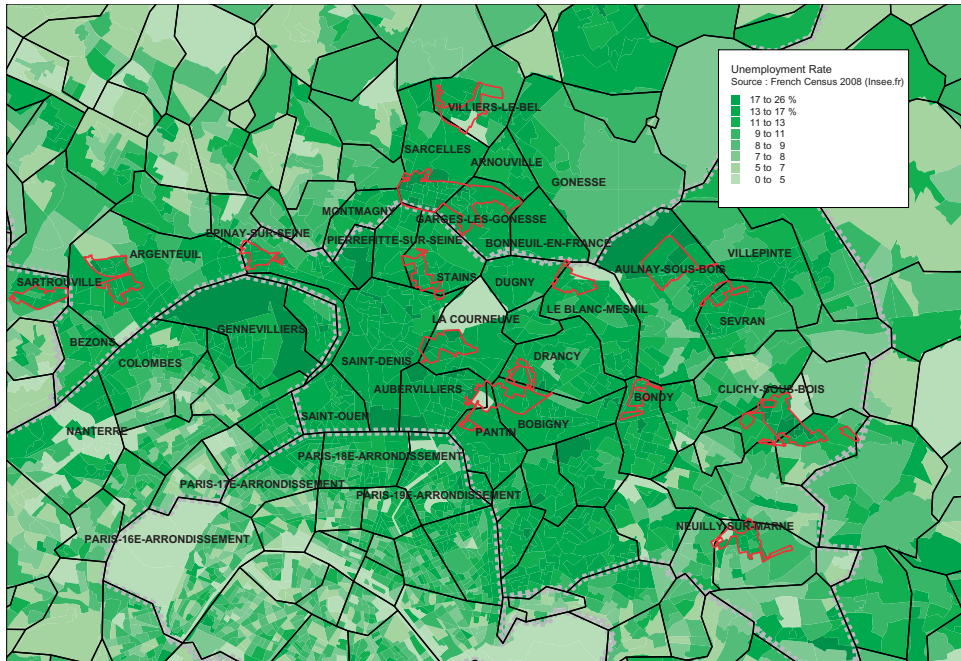 Unemployment Rate
Source : French Census 2008 (Insee.fr)
17 to 26 %
13 to 17 %
11 to 13
9 to 11
8 to 9
7 to 8
5 to 7
0 to 5
VILLIERS-LE-BEL
SARCELLES
ARNOUVILLE
GONESSE
MONTMAGNY
GARGES-LES-GONESSE
EPINAY-SUR-SEINE
PIERREFITTE-SUR-SEINE
BONNEUIL-EN-FRANCE
ARGENTEUIL
VILLEPINTE
AULNAY-SOUS-BOIS
STAINS
DUGNY
SARTROUVILLE
LE BLANC-MESNIL
LA COURNEUVE
SEVRAN
GENNEVILLIERS
BEZONS
COLOMBES
SAINT-DENIS
DRANCY
AUBERVILLIERS
CLICHY-SOUS-BOIS
BONDY
SAINT-OUEN
BOBIGNY
NANTERRE
PANTIN
PARIS-18E-ARRONDISSEMENT
PARIS-17E-ARRONDISSEMENT
PARIS-19E-ARRONDISSEMENT
NEUILLY-SUR-MARNE
PARIS-16E-ARRONDISSEMENT